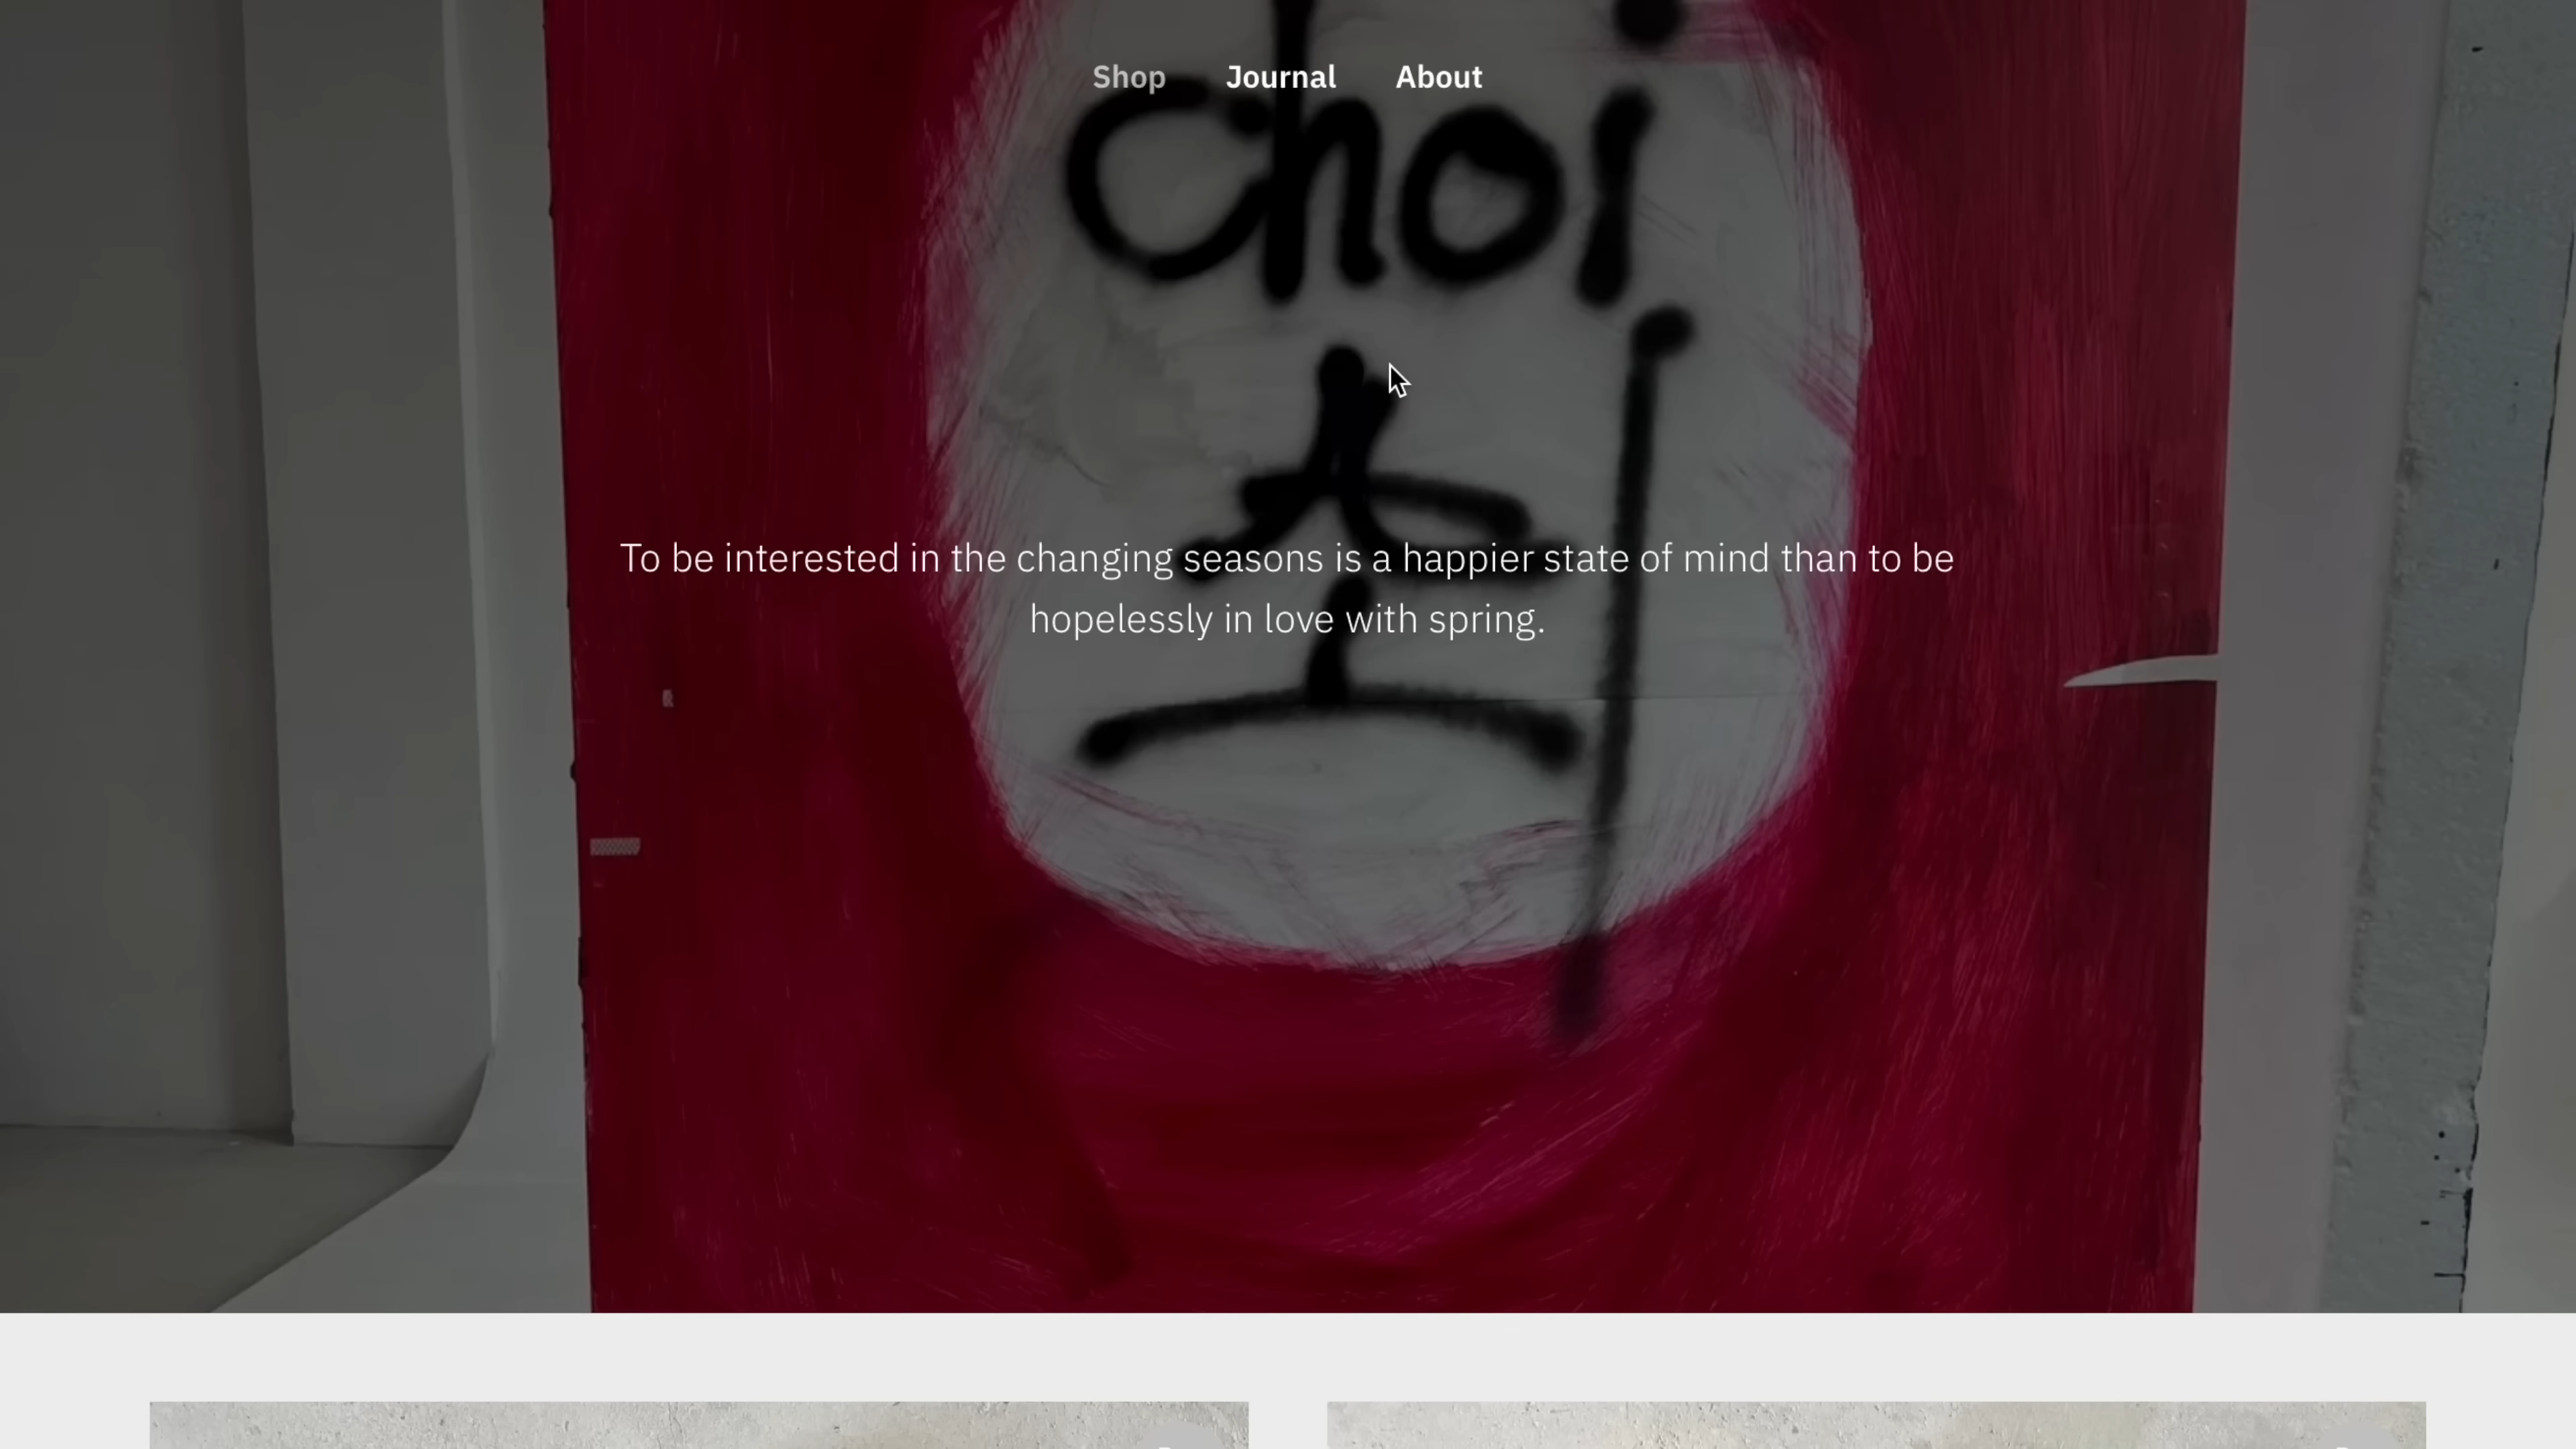 Shop Journal About
choi
최
To be interested in the changing seasons is a happier state of mind than to be
hopelessly in love with spring.